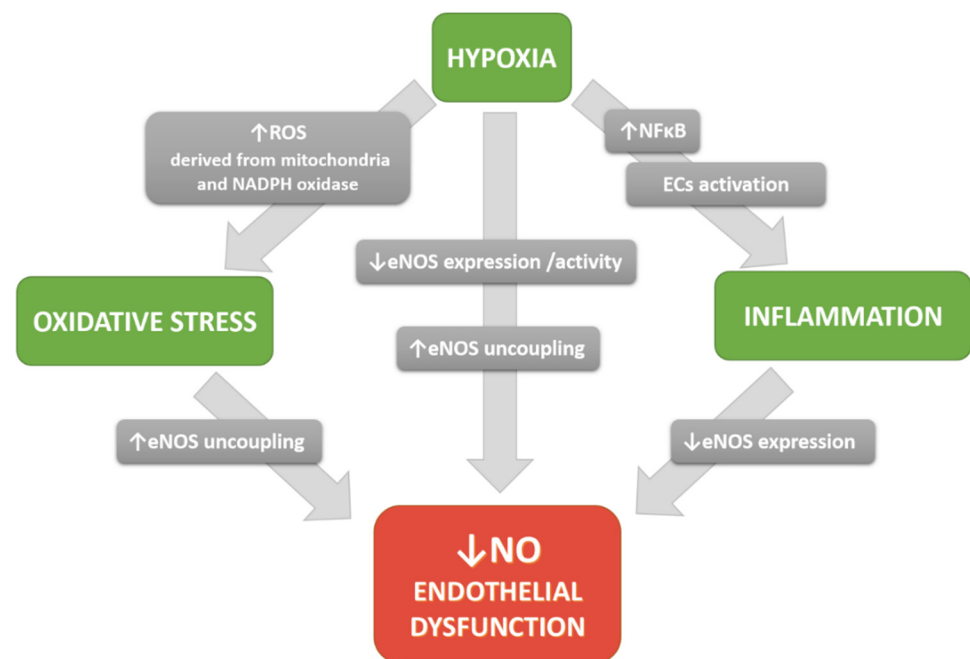 HYPOXIA
↑ROS
derived from mitochondria
and NADPH oxidase
↑NFκB
ECs activation
↓eNOS expression /activity
OXIDATIVE STRESS
INFLAMMATION
↑eNOS uncoupling
↑eNOS uncoupling
↓eNOS expression
↓NO
ENDOTHELIAL
DYSFUNCTION